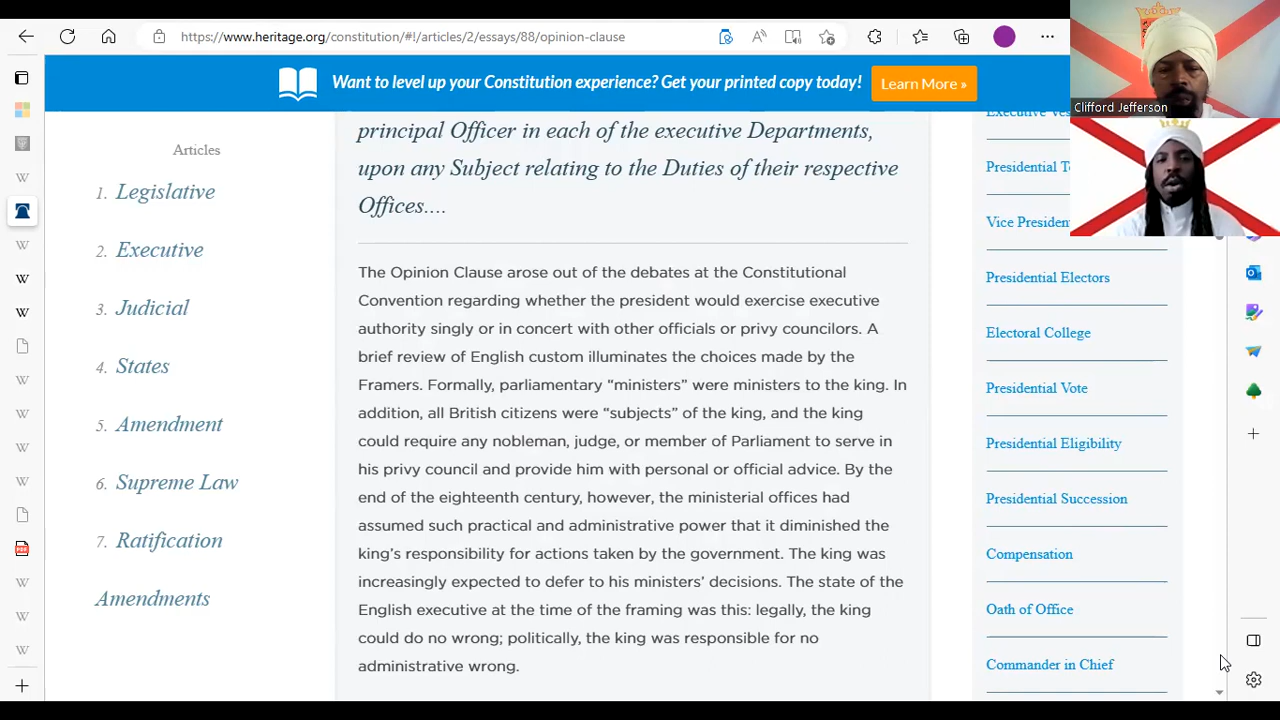 https://www.heritage.org/constitution/#!/articles/2/essays/88/opinion-clause
Want to level up your Constitution experience? Get your printed copy today!
Learn More »
Clifford Jefferson
Articles
1. Legislative
2. Executive
3. Judicial
4. States
5. Amendment
6. Supreme Law
7. Ratification
Amendments
principal Officer in each of the executive Departments,
upon any Subject relating to the Duties of their respective
Offices....
The Opinion Clause arose out of the debates at the Constitutional
Convention regarding whether the president would exercise executive
authority singly or in concert with other officials or privy councilors. A
brief review of English custom illuminates the choices made by the
Framers. Formally, parliamentary “ministers” were ministers to the king. In
addition, all British citizens were “subjects” of the king, and the king
could require any nobleman, judge, or member of Parliament to serve in
his privy council and provide him with personal or official advice. By the
end of the eighteenth century, however, the ministerial offices had
assumed such practical and administrative power that it diminished the
king’s responsibility for actions taken by the government. The king was
increasingly expected to defer to his ministers’ decisions. The state of the
English executive at the time of the framing was this: legally, the king
could do no wrong; politically, the king was responsible for no
administrative wrong.
Executive
Presidential
Vice
Presidential Electors
Electoral College
Presidential Vote
Presidential Eligibility
Presidential Succession
Compensation
Oath of Office
Commander in Chief